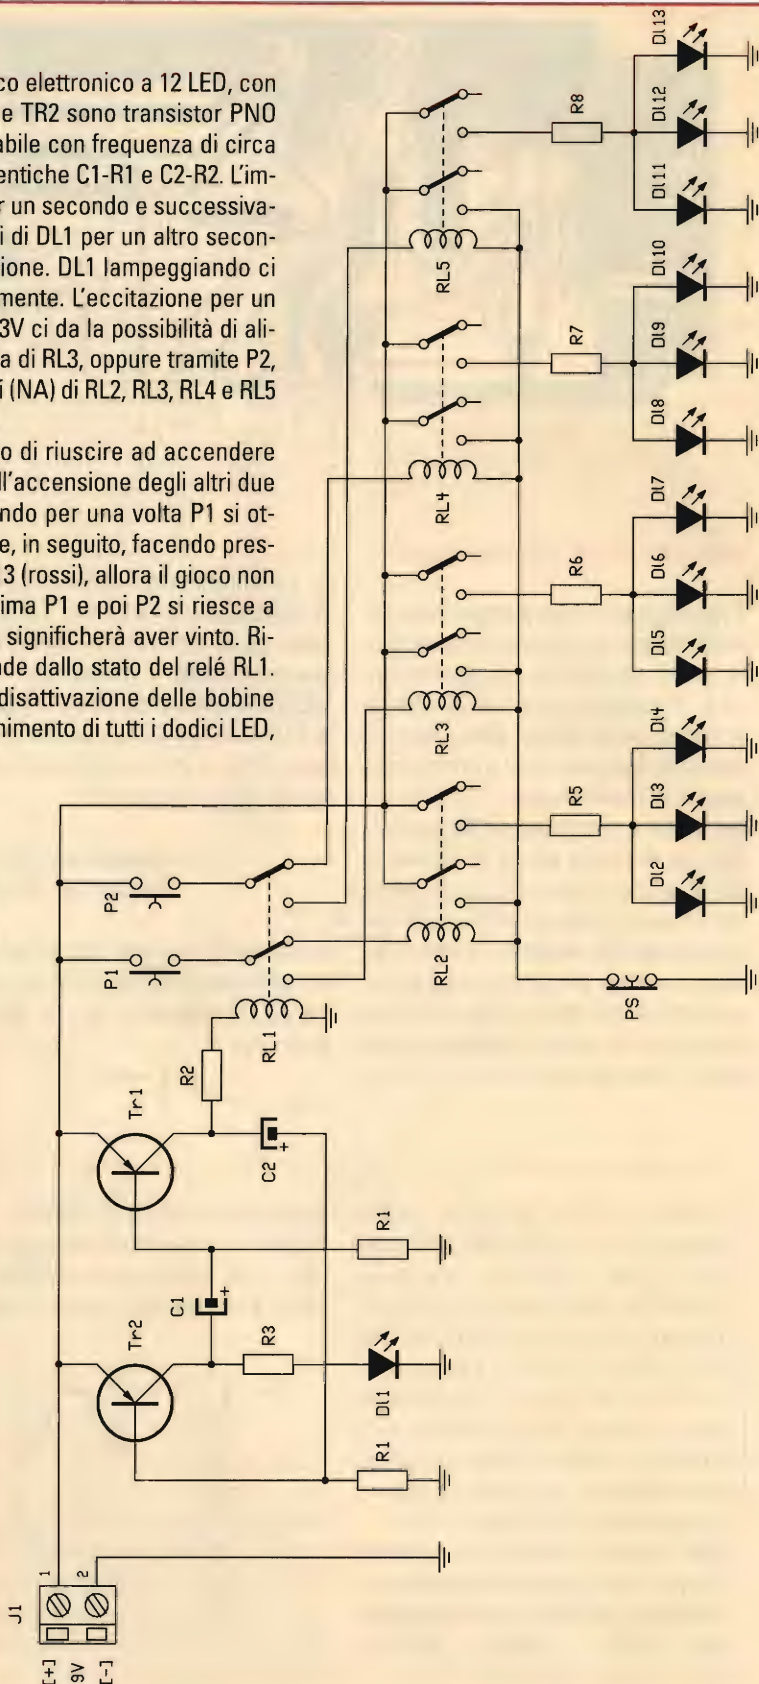 co elettronico a 12 LED, con
e TR2 sono transistor PNO
abile con frequenza di circa
entiche C1-R1 e C2-R2. L'im-
r un secondo e successiva-
i di DL1 per un altro secon-
ione. DL1 lampeggiando ci
mente. L'eccitazione per un
3V ci da la possibilità di ali-
a di RL3, oppure tramite P2,
i (NA) di RL2, RL3, RL4 e RL5
o di riuscire ad accendere
ll'accensione degli altri due
ndo per una volta P1 si ot-
e, in seguito, facendo pres-
3 (rossi), allora il gioco non
ima P1 e poi P2 si riesce a
significherà aver vinto. Ri-
de dallo stato del relé RL1.
disattivazione delle bobine
nimento di tutti i dodici LED,
Dl13
Dl12
Dl11
R8
RL5
Dl10
Dl9
Dl8
R7
RL4
Dl7
Dl6
Dl5
R6
RL3
Dl4
Dl3
Dl2
R5
RL2
P2
P1
PS
RL1
R2
Tr1
C2
+
R1
C1
+
Tr2
R3
Dl1
R1
J1
1
2
[+]
9V
[-]